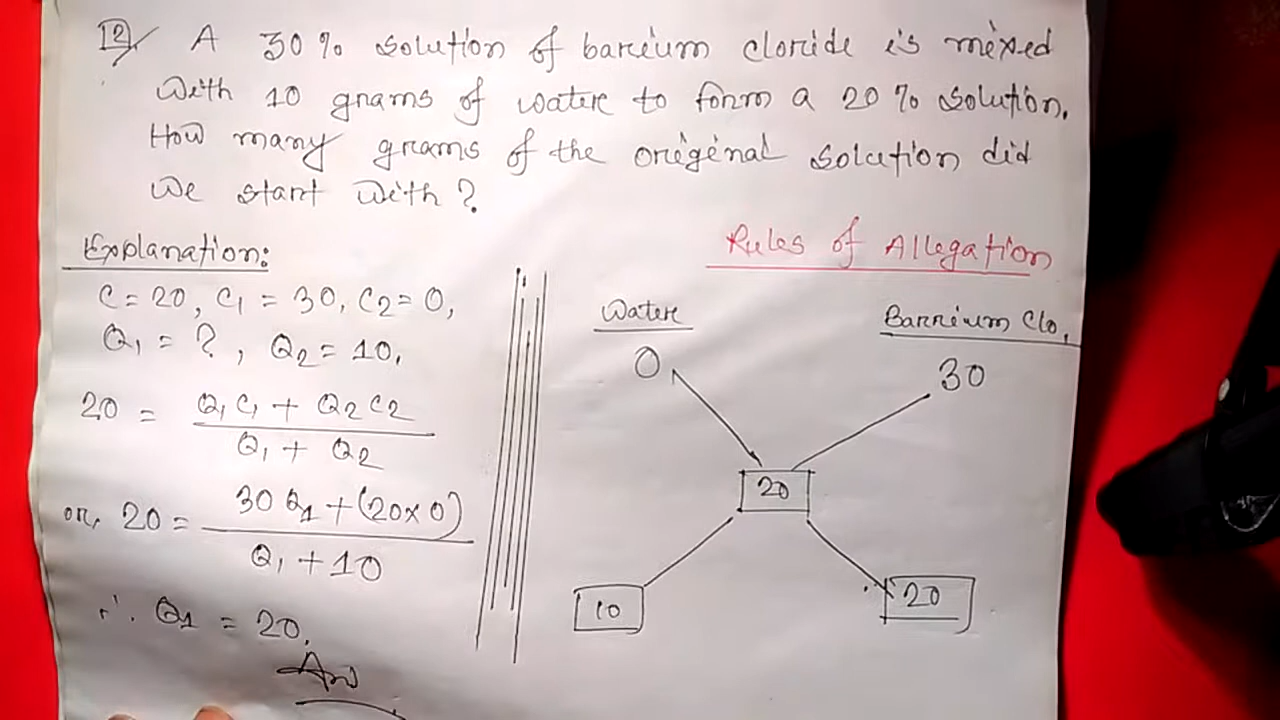 12/ A 30% solution of barium cloride is mixed
with 10 grams of water to form a 20% solution.
How many grams of the original solution did
we start with?
Explanation:
C = 20, C1 = 30, C2 = 0,
Q1 = ?, Q2 = 10,
20 = Q1C1 + Q2C2 / Q1 + Q2
or, 20 = 30Q1 + (20×0) / Q1 + 10
∴ Q1 = 20.
Ans
Rules of Allegation
Water Barrium Clo.
0 30
20
10 20